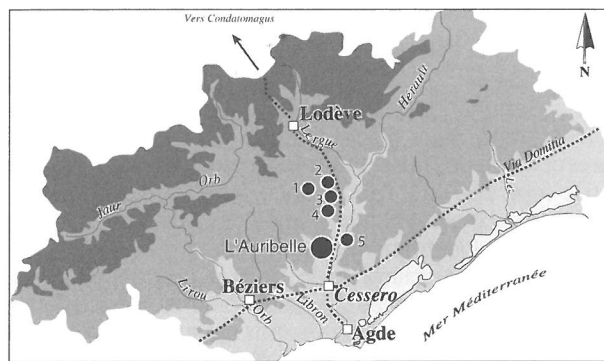 Vers Condatomagus
N
Lodève
Lergue
Hérault
Via Domitia
Orb
Jaur
1
2
3
4
5
L'Auribelle
Béziers
Cessero
Lirou
Orb
Libron
Agde
Mer Méditerranée